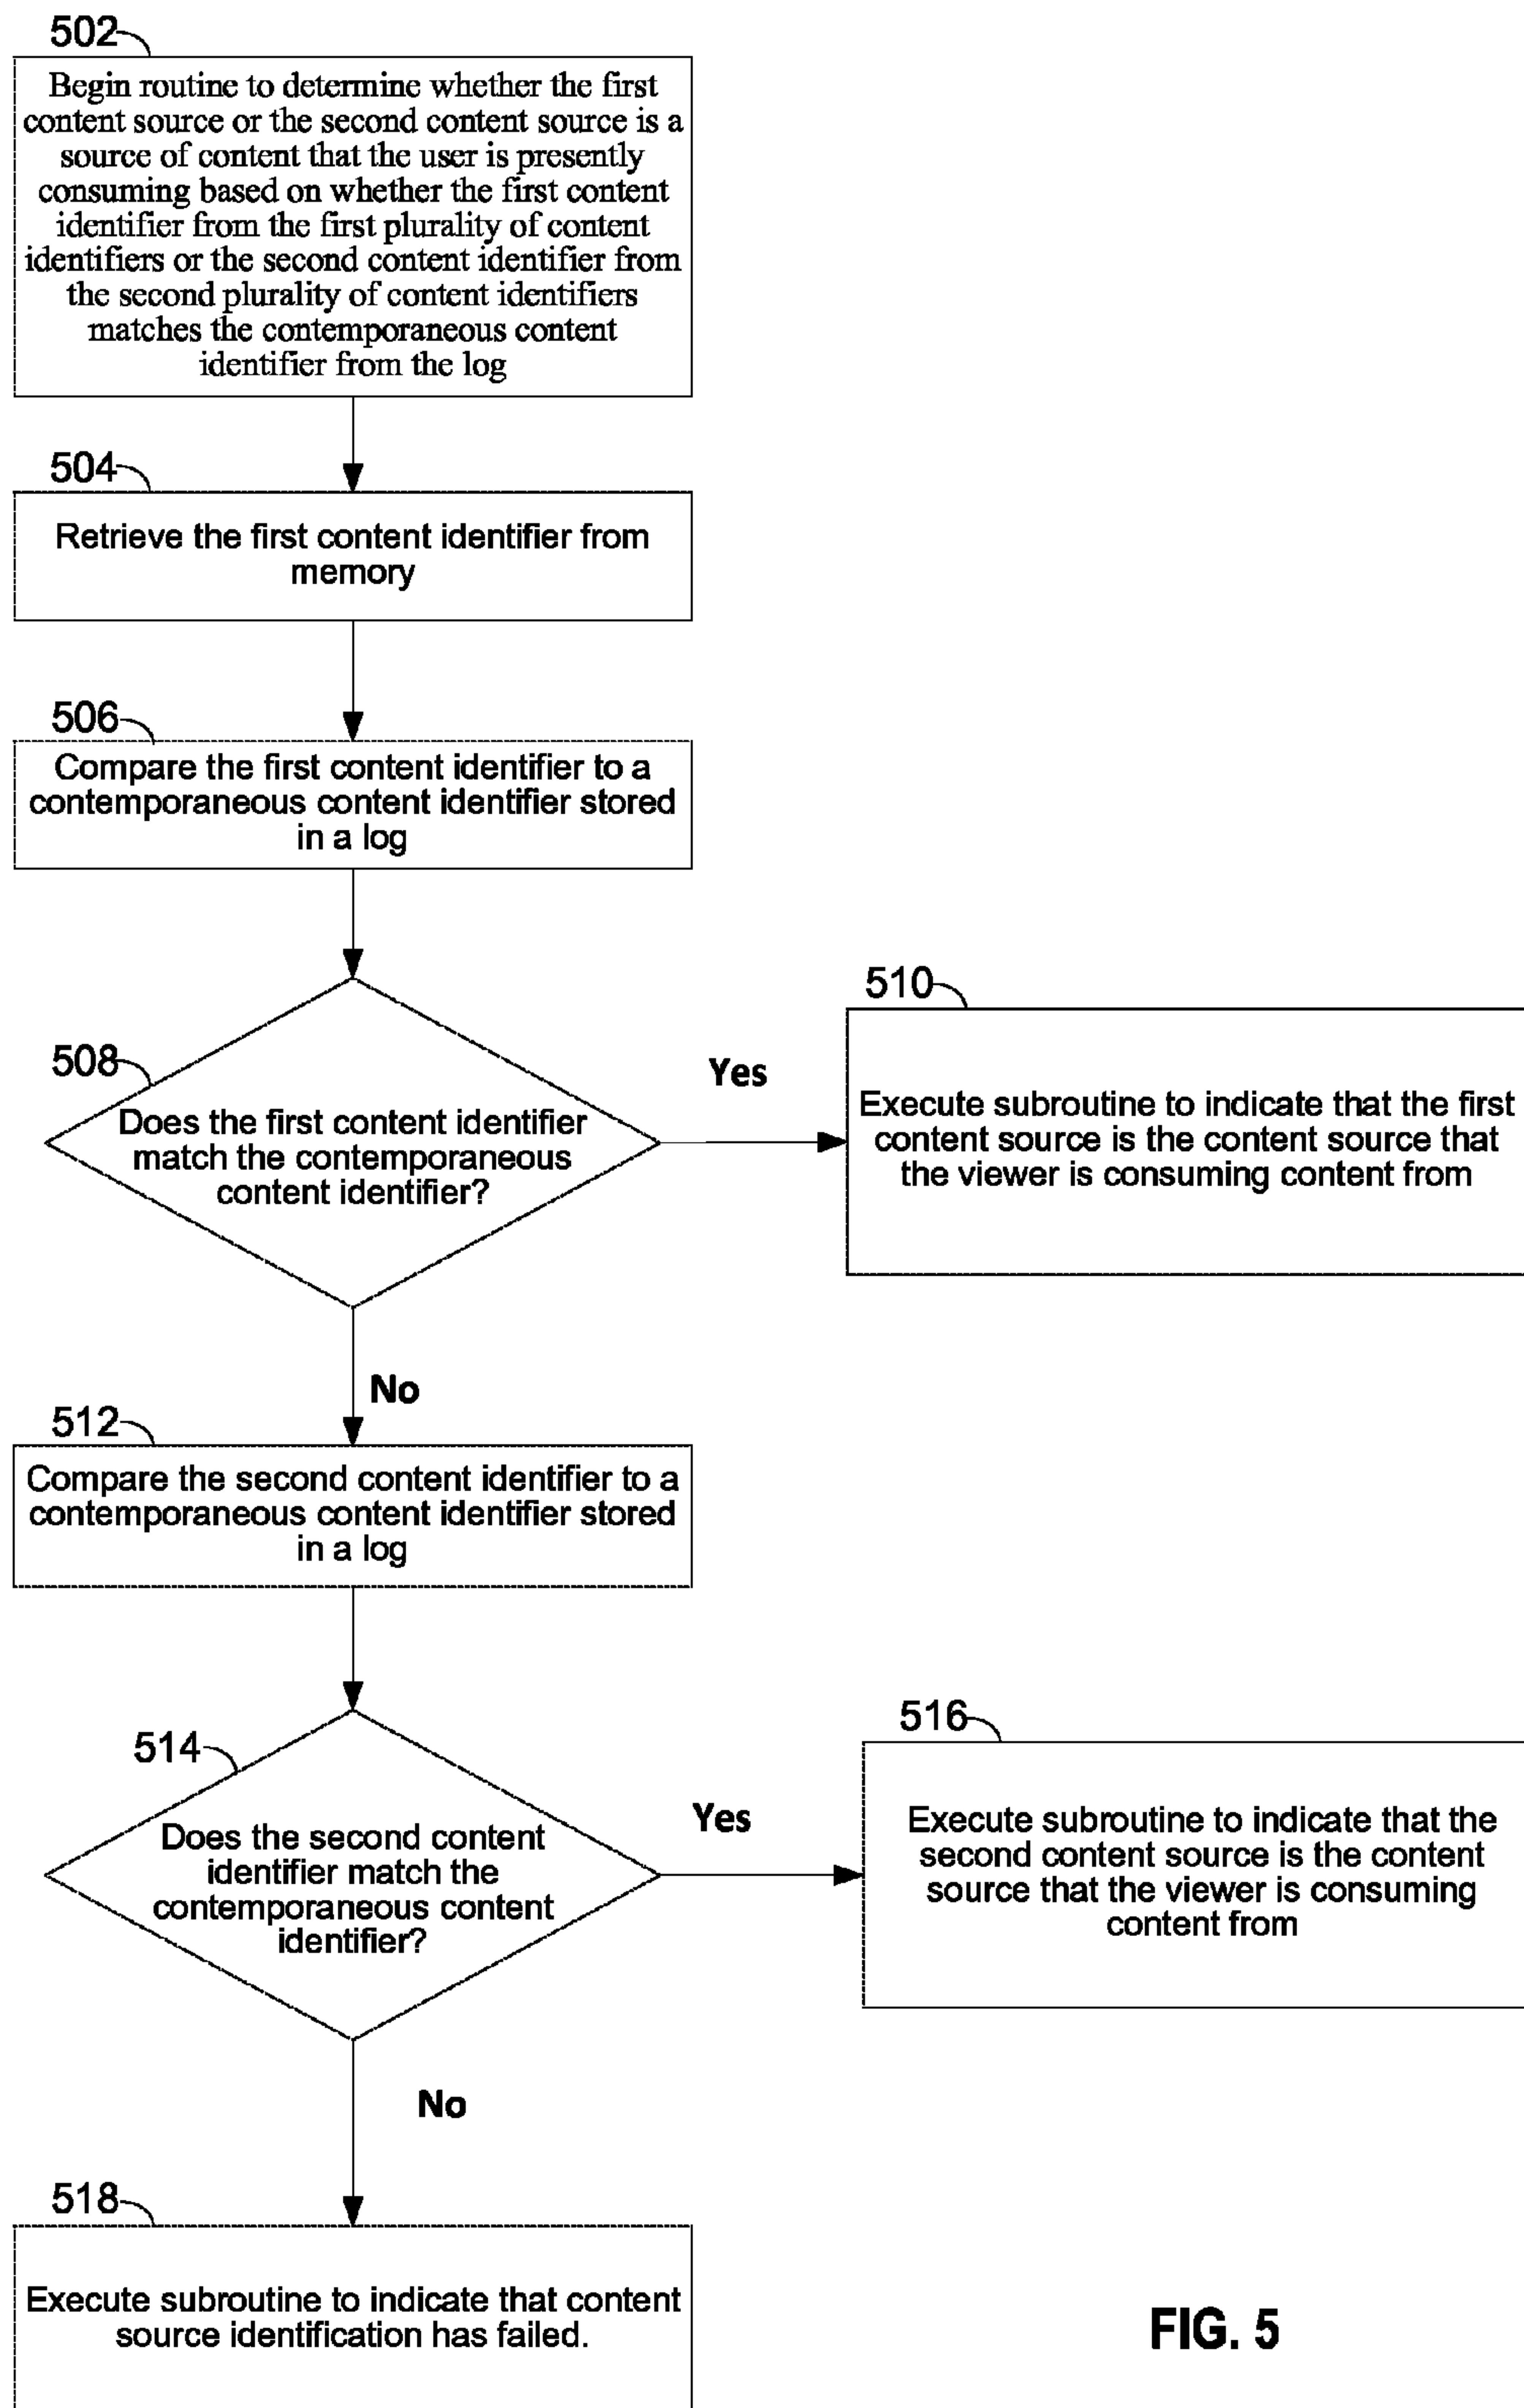 502
Begin routine to determine whether the first
content source or the second content source is a
source of content that the user is presently
consuming based on whether the first content
identifier from the first plurality of content
identifiers or the second content identifier from
the second plurality of content identifiers
matches the contemporaneous content
identifier from the log
504
Retrieve the first content identifier from
memory
506
Compare the first content identifier to a
contemporaneous content identifier stored
in a log
508
Does the first content identifier
match the contemporaneous
content identifier?
Yes
510
Execute subroutine to indicate that the first
content source is the content source that
the viewer is consuming content from
No
512
Compare the second content identifier to a
contemporaneous content identifier stored
in a log
514
Does the second content
identifier match the
contemporaneous content
identifier?
Yes
516
Execute subroutine to indicate that the
second content source is the content
source that the viewer is consuming
content from
No
518
Execute subroutine to indicate that content
source identification has failed.
FIG. 5